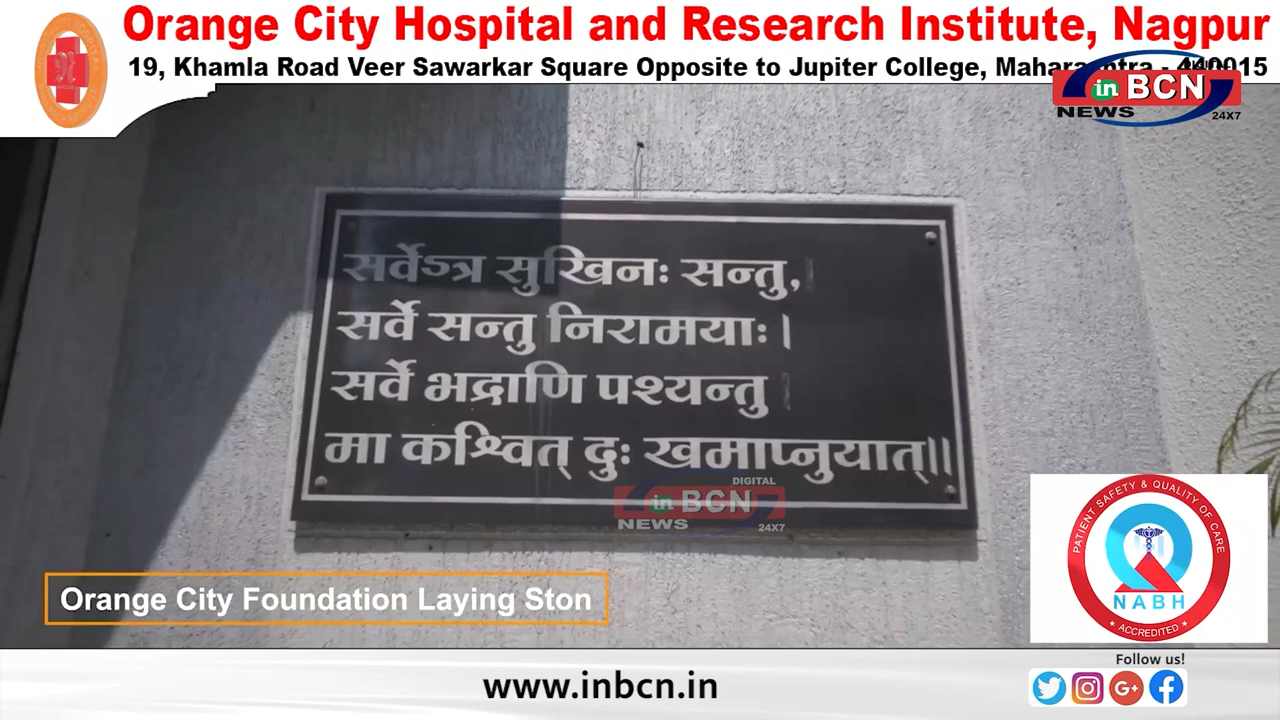 Orange City Hospital and Research Institute, Nagpur
19, Khamla Road Veer Sawarkar Square Opposite to Jupiter College, Maharashtra - 440015
in BCN
NEWS 24X7
सर्वेऽत्र सुखिनः सन्तु,
सर्वे सन्तु निरामयाः।
सर्वे भद्राणि पश्यन्तु
मा कश्चित् दुः खमाप्नुयात्॥
DIGITAL
in BCN
NEWS 24X7
Orange City Foundation Laying Ston
PATIENT SAFETY & QUALITY OF CARE
NABH
ACCREDITED
Follow us!
www.inbcn.in